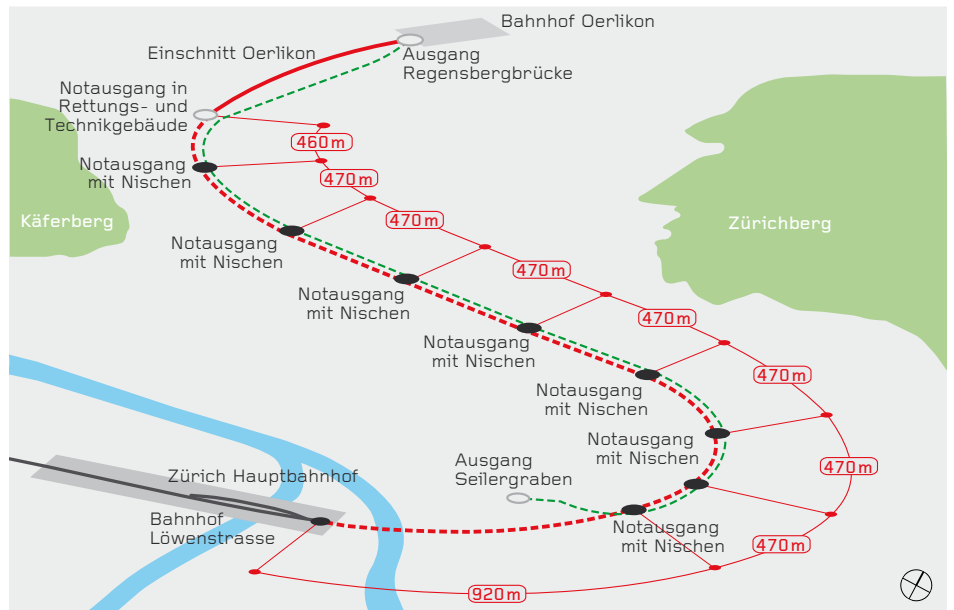 Bahnhof Oerlikon
Einschnitt Oerlikon
Ausgang
Regensbergbrücke
Notausgang in
Rettungs- und
Technikgebäude
460m
Notausgang
mit Nischen
470m
Käferberg
470m
Zürichberg
Notausgang
mit Nischen
470m
Notausgang
mit Nischen
470m
Notausgang
mit Nischen
470m
Notausgang
mit Nischen
Notausgang
mit Nischen
470m
Ausgang
Seilergraben
Zürich Hauptbahnhof
Bahnhof
Löwenstrasse
Notausgang
mit Nischen
470m
920m